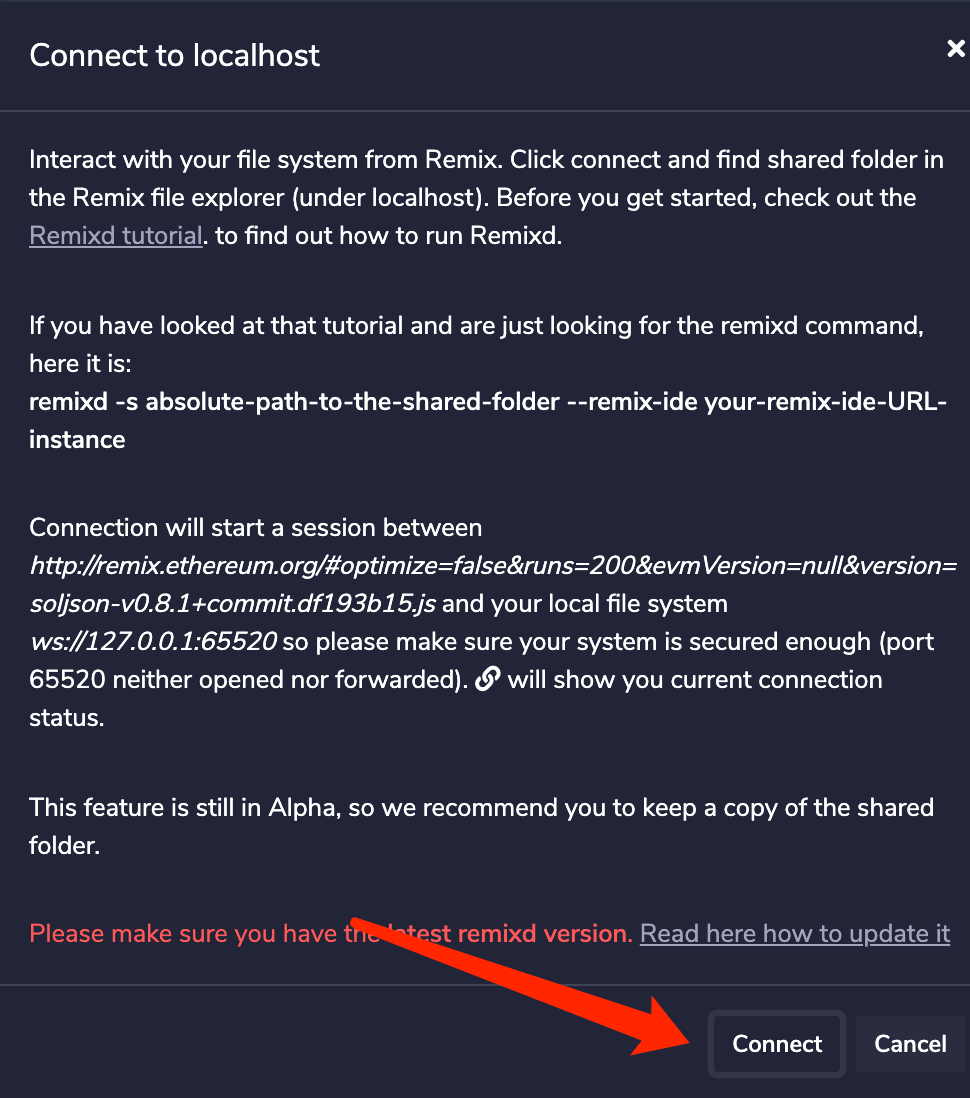 Connect to localhost
Interact with your file system from Remix. Click connect and find shared folder in
the Remix file explorer (under localhost). Before you get started, check out the
Remixd tutorial. to find out how to run Remixd.
If you have looked at that tutorial and are just looking for the remixd command,
here it is:
remixd -s absolute-path-to-the-shared-folder --remix-ide your-remix-ide-URL-
instance
Connection will start a session between
http://remix.ethereum.org/#optimize=false&runs=200&evmVersion=null&version=
soljson-v0.8.1+commit.df193b15.js and your local file system
ws://127.0.0.1:65520 so please make sure your system is secured enough (port
65520 neither opened nor forwarded). will show you current connection
status.
This feature is still in Alpha, so we recommend you to keep a copy of the shared
folder.
Please make sure you have the latest remixd version. Read here how to update it
Connect Cancel